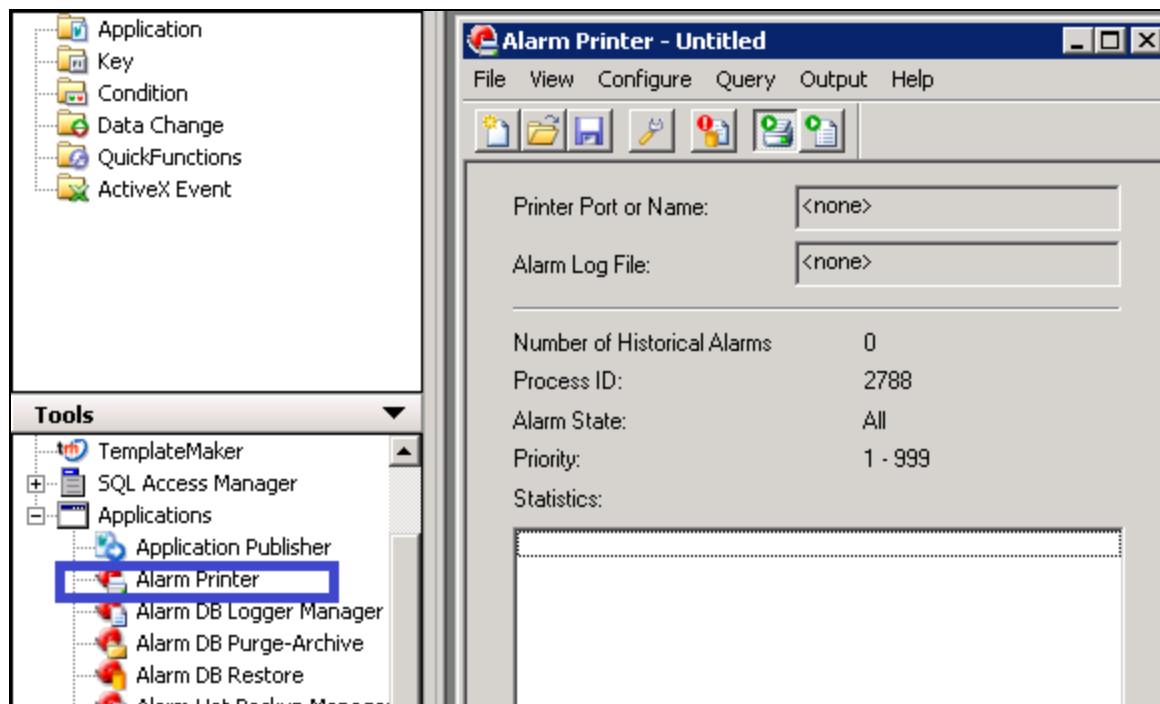 Application
Key
Condition
Data Change
QuickFunctions
ActiveX Event
Tools
TemplateMaker
SQL Access Manager
Applications
Application Publisher
Alarm Printer
Alarm DB Logger Manager
Alarm DB Purge-Archive
Alarm DB Restore
Alarm Printer - Untitled
File View Configure Query Output Help
Printer Port or Name: <none>
Alarm Log File: <none>
Number of Historical Alarms 0
Process ID: 2788
Alarm State: All
Priority: 1 - 999
Statistics: